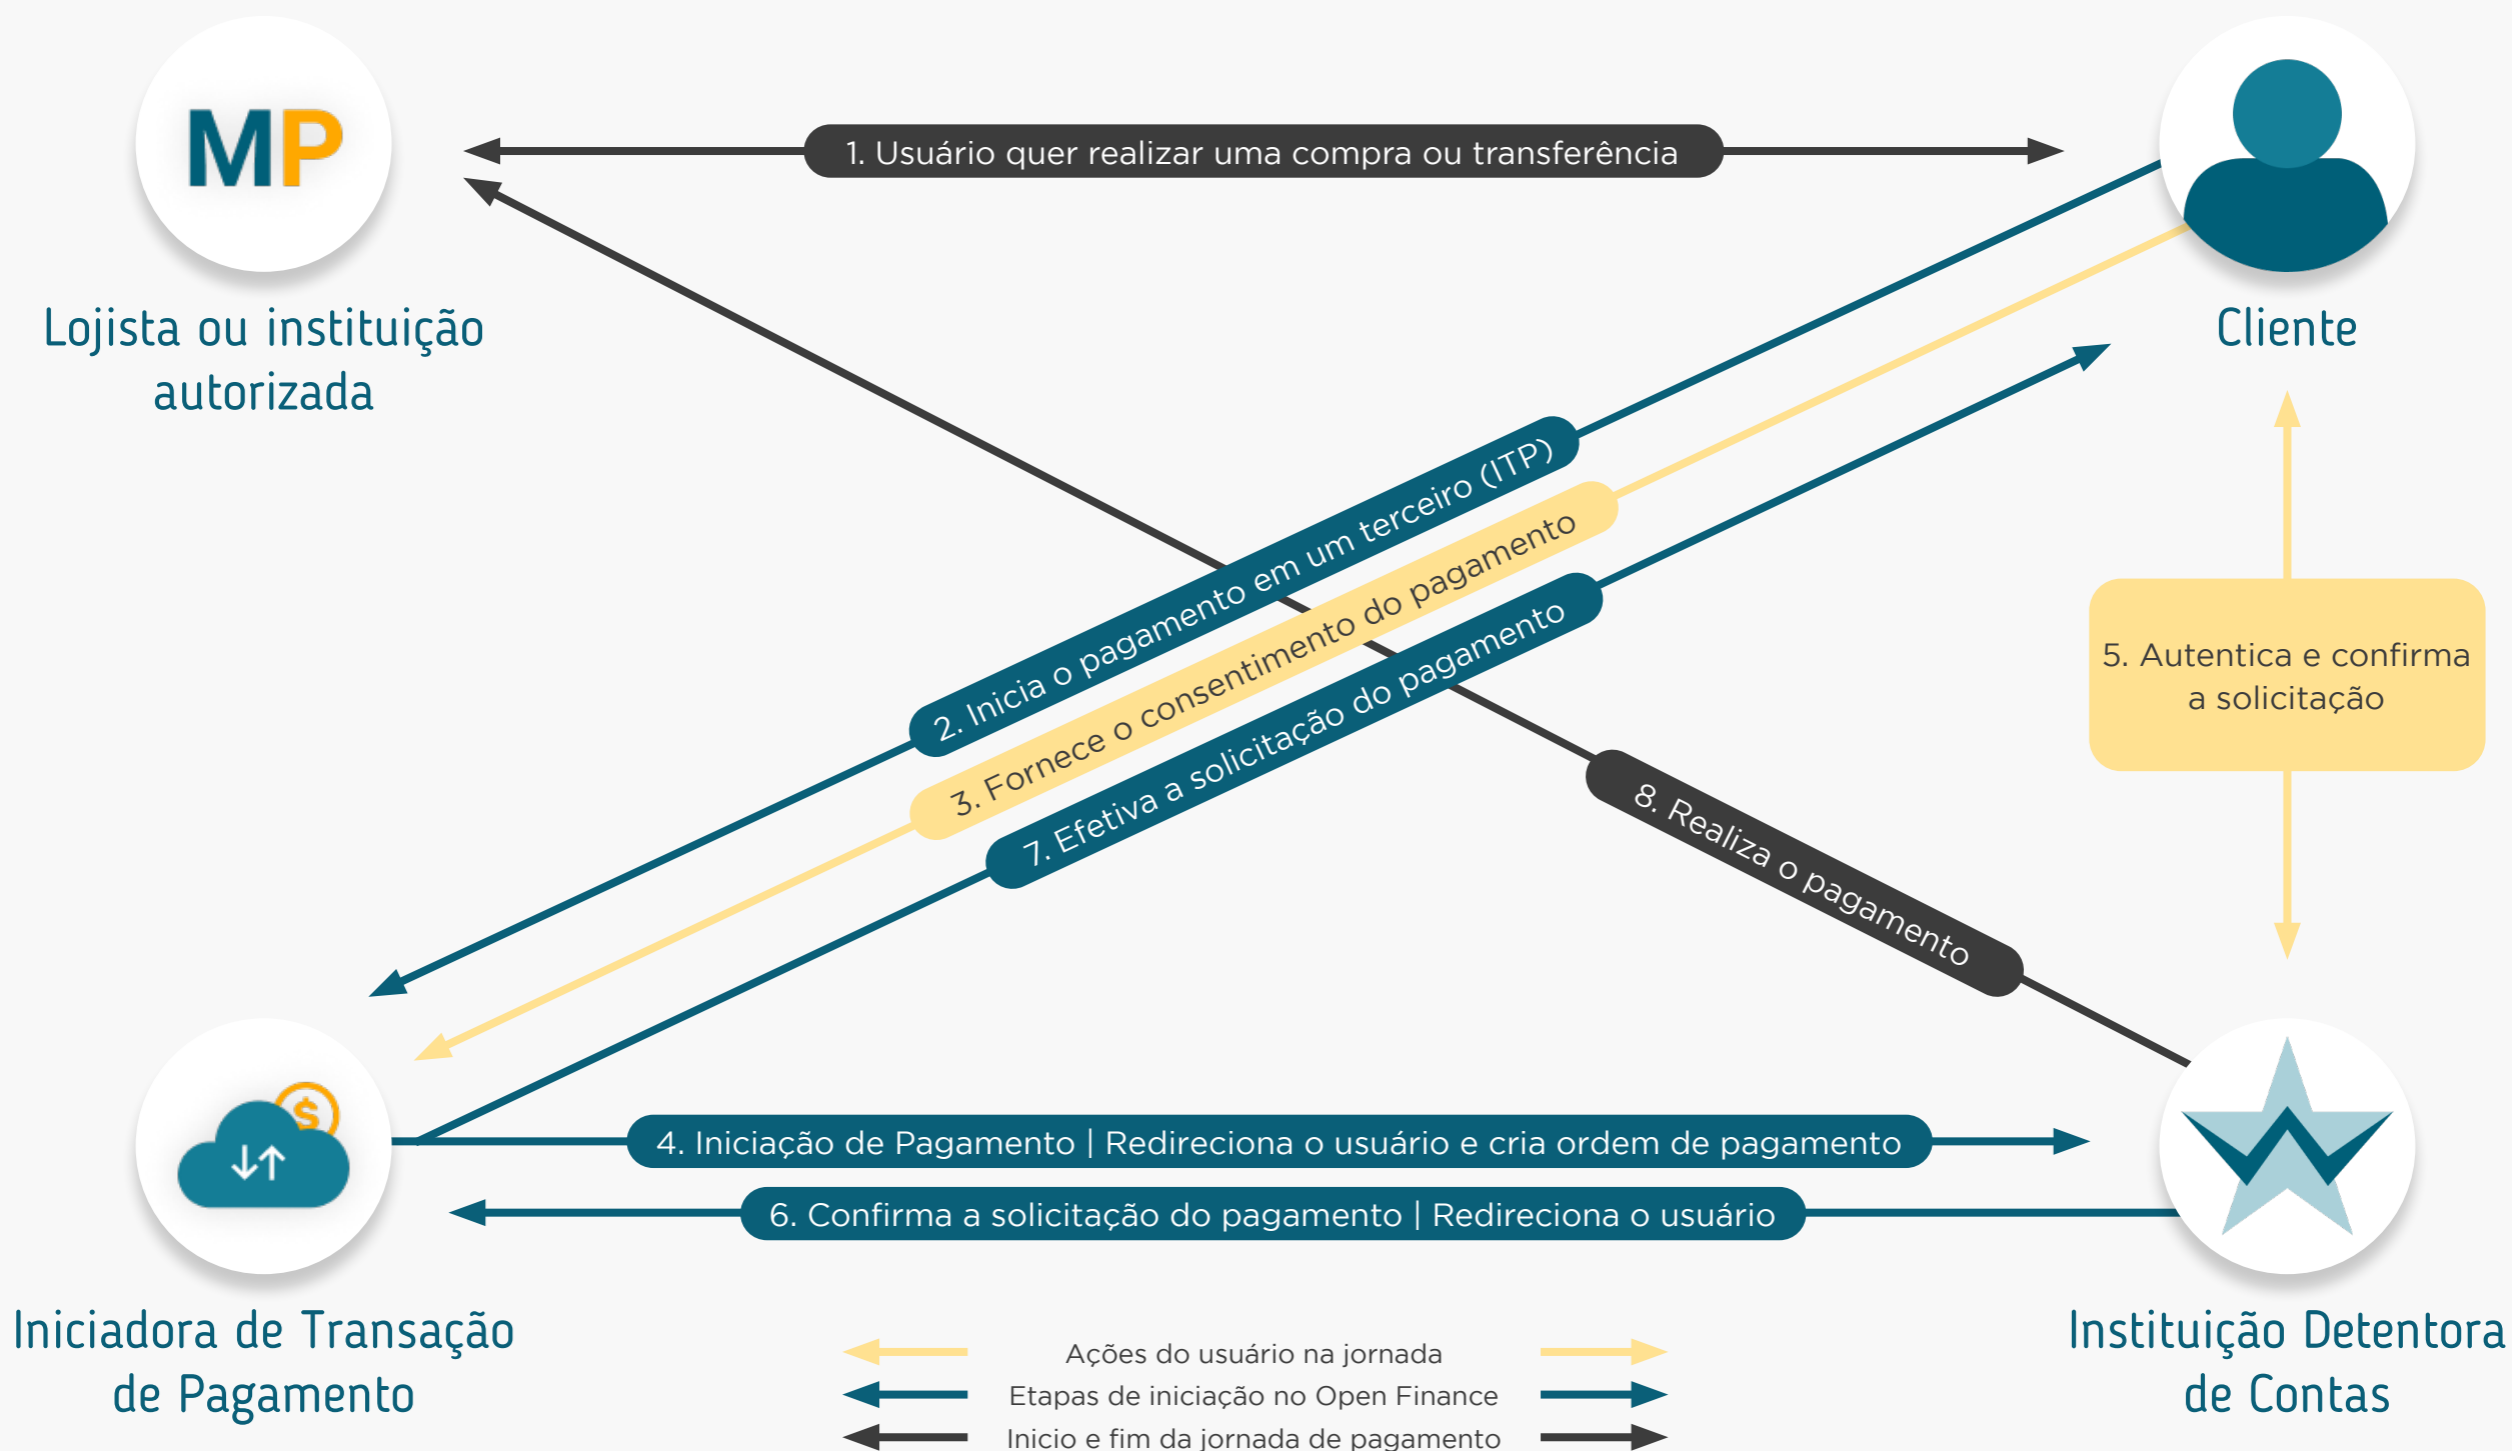 MP
1. Usuário quer realizar uma compra ou transferência
Lojista ou instituição
autorizada
Cliente
2. Inicia o pagamento em um terceiro (ITP)
3. Fornece o consentimento do pagamento
7. Efetiva a solicitação do pagamento
5. Autentica e confirma
a solicitação
8. Realiza o pagamento
$
4. Iniciação de Pagamento | Redireciona o usuário e cria ordem de pagamento
6. Confirma a solicitação do pagamento | Redireciona o usuário
Iniciadora de Transação
de Pagamento
Instituição Detentora
de Contas
Ações do usuário na jornada
Etapas de iniciação no Open Finance
Inicio e fim da jornada de pagamento